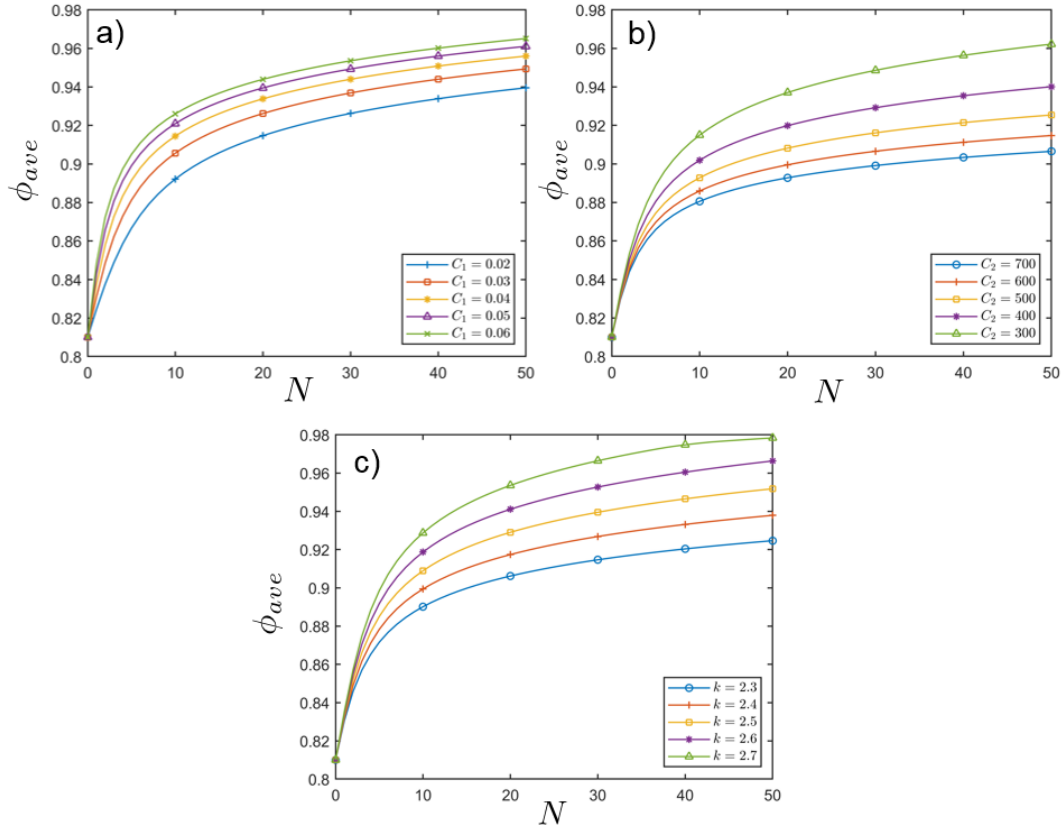 a)
0.98
0.96
0.94
0.92
0.9
0.88
0.86
0.84
0.82
0.8
ϕ_ave
0 10 20 30 40 50
N
C₁ = 0.02
C₁ = 0.03
C₁ = 0.04
C₁ = 0.05
C₁ = 0.06
b)
0.98
0.96
0.94
0.92
0.9
0.88
0.86
0.84
0.82
0.8
ϕ_ave
0 10 20 30 40 50
N
C₂ = 700
C₂ = 600
C₂ = 500
C₂ = 400
C₂ = 300
c)
0.98
0.96
0.94
0.92
0.9
0.88
0.86
0.84
0.82
0.8
ϕ_ave
0 10 20 30 40 50
N
k = 2.3
k = 2.4
k = 2.5
k = 2.6
k = 2.7